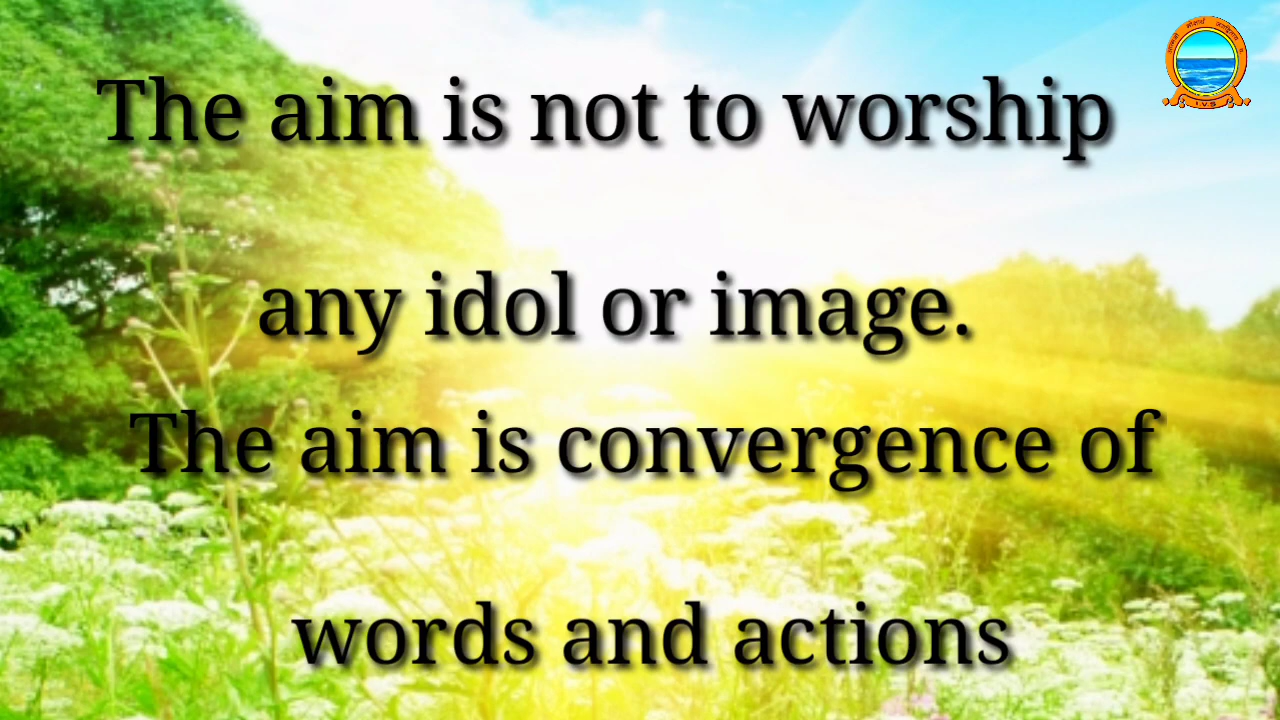 The aim is not to worship
any idol or image.
The aim is convergence of
words and actions
I.V.S